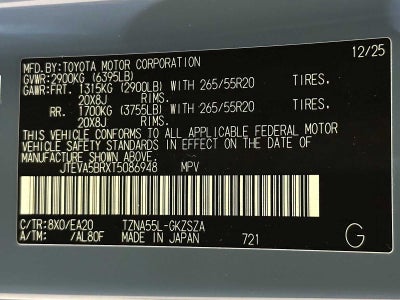 MFD.BY:TOYOTA MOTOR CORPORATION 12/25
GVWR:2900KG (6395LB)
GAWR:FRT. 1315KG (2900LB) WITH 265/55R20 TIRES,
20X8J RIMS.
RR. 1700KG (3755LB) WITH 265/55R20 TIRES,
20X8J RIMS.
THIS VEHICLE CONFORMS TO ALL APPLICABLE FEDERAL MOTOR
VEHICLE SAFETY STANDARDS IN EFFECT ON THE DATE OF
MANUFACTURE SHOWN ABOVE.
JTEVA5BRXT5086948 MPV
C/TR:8X0/EA20 TZNA55L-GKZSZA
A/TM: /AL80F MADE IN JAPAN 721 G